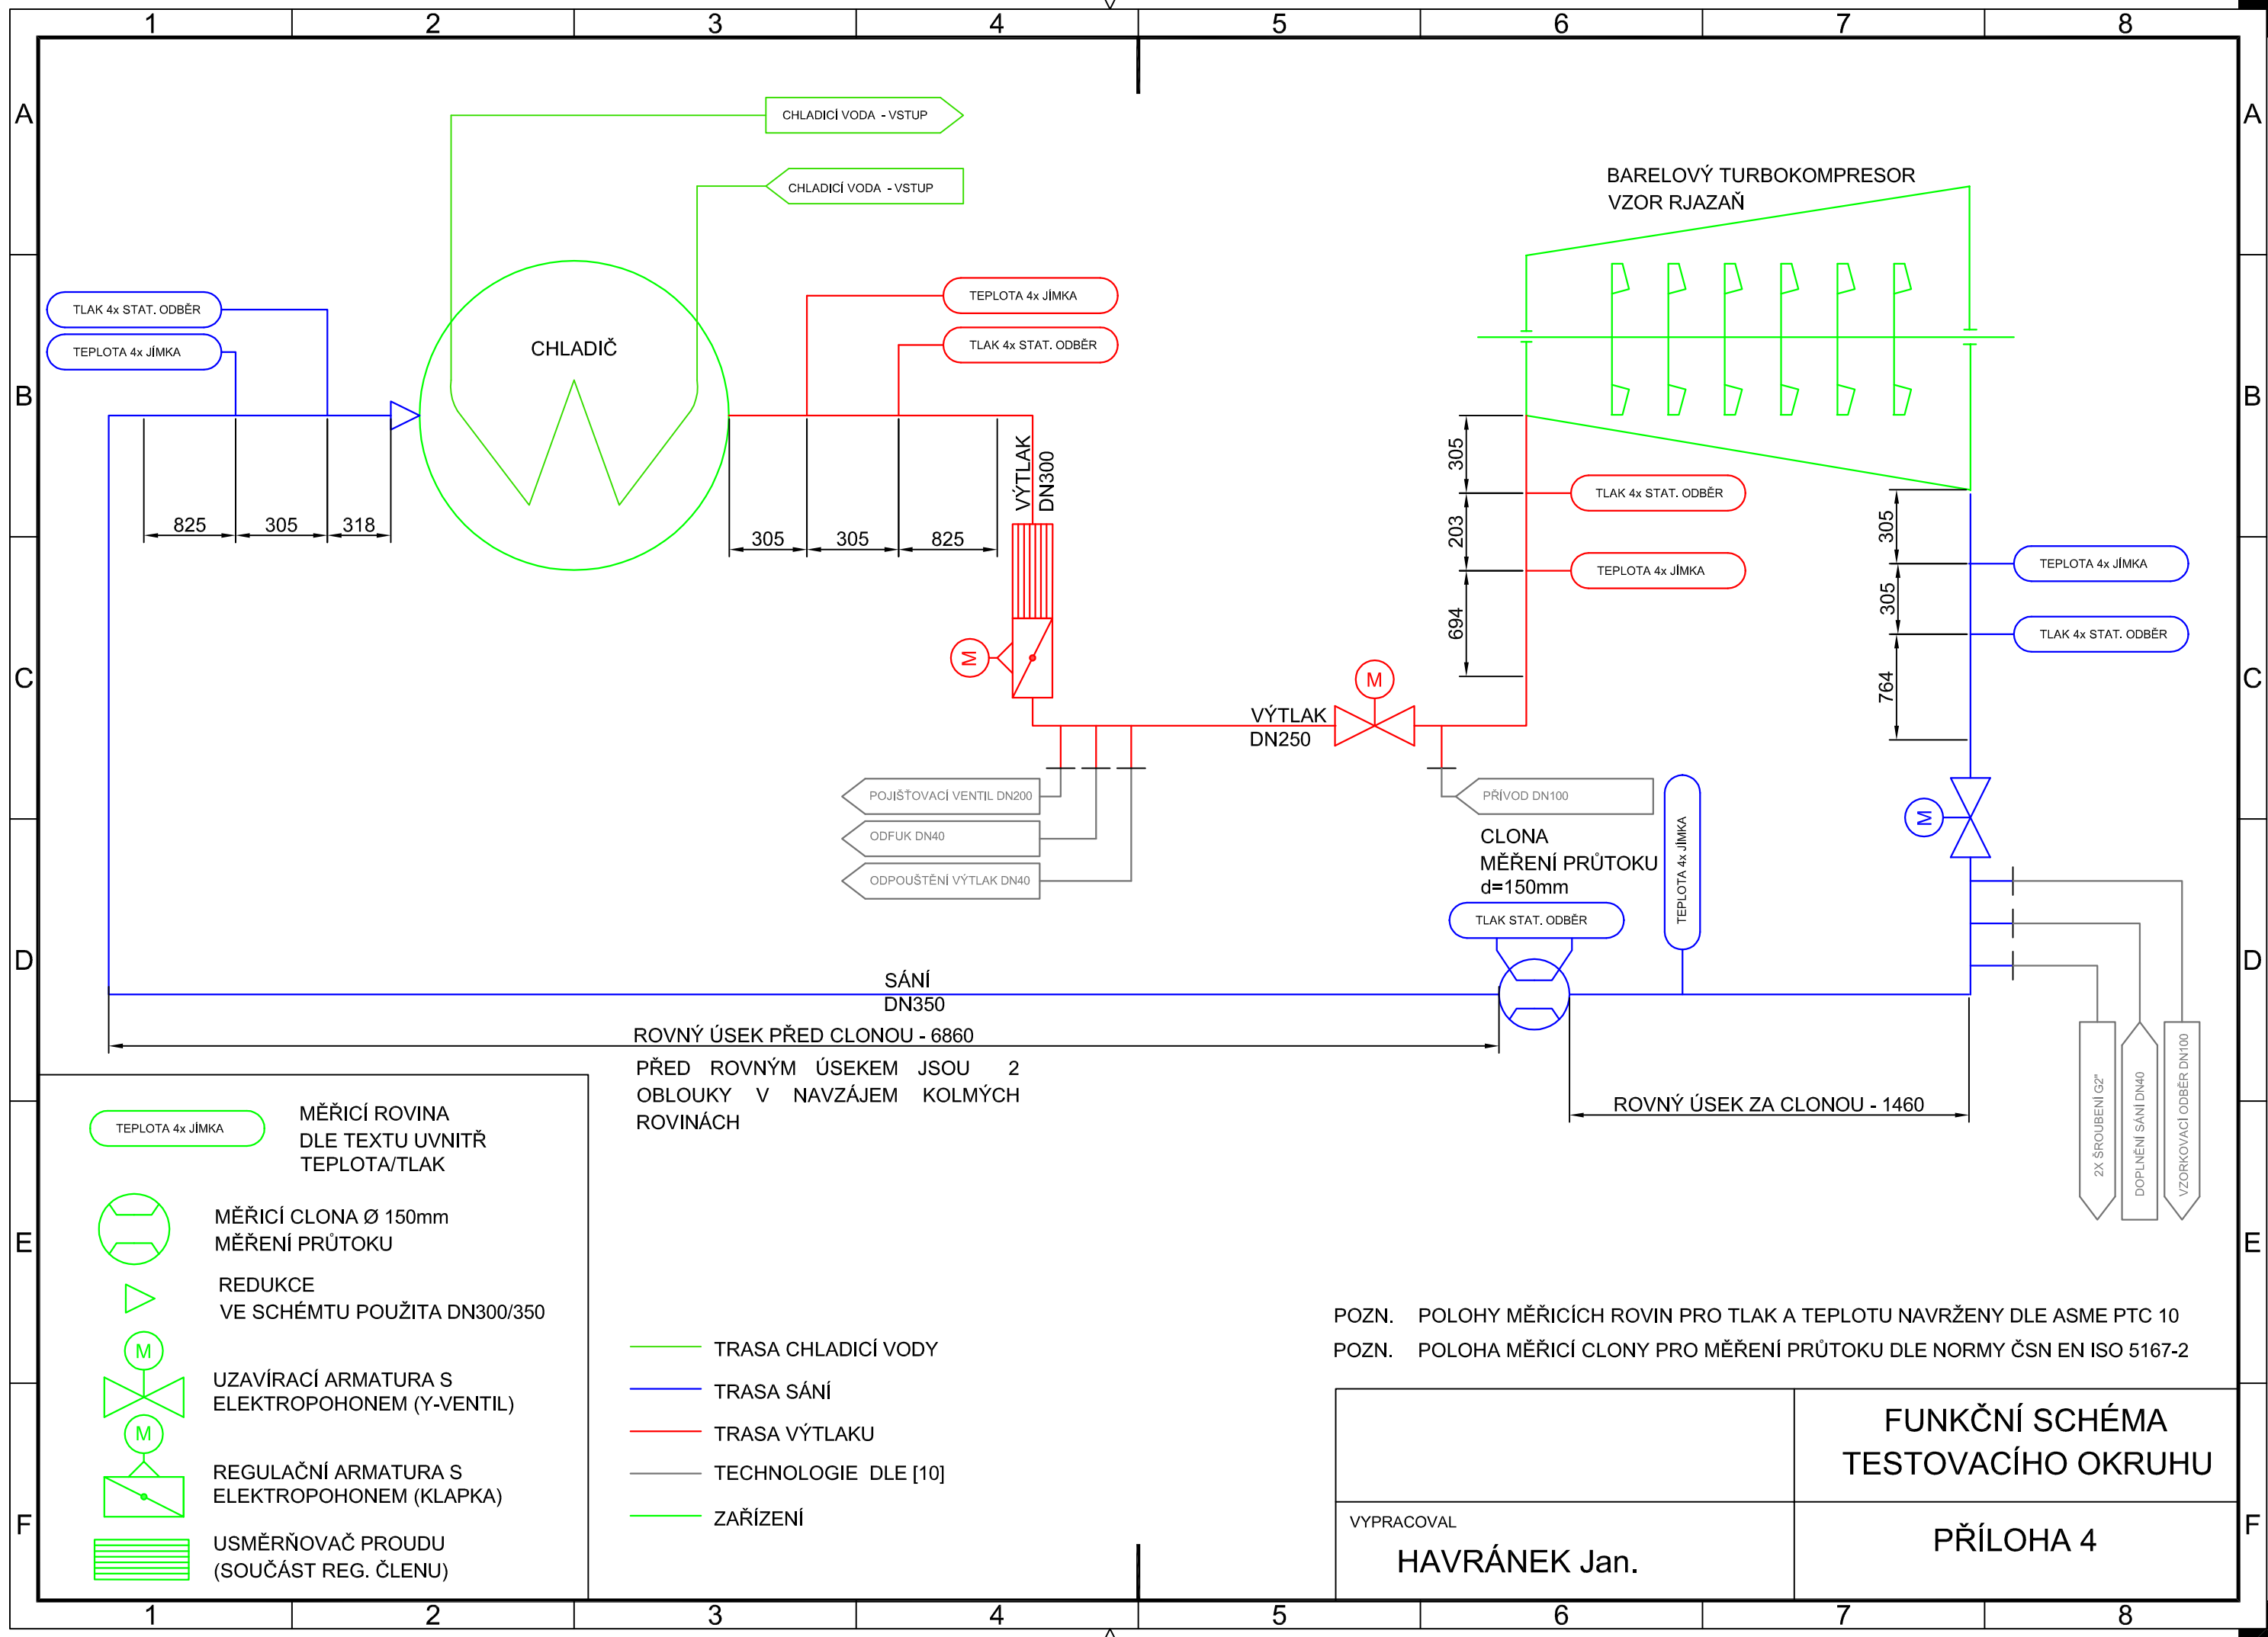 1 2 3 4 5 6 7 8
A A
CHLADICÍ VODA - VSTUP
CHLADICÍ VODA - VSTUP
BARELOVÝ TURBOKOMPRESOR
VZOR RJAZAŇ
TLAK 4x STAT. ODBĚR
TEPLOTA 4x JÍMKA
CHLADIČ
TEPLOTA 4x JÍMKA
TLAK 4x STAT. ODBĚR
B B
825 305 318
305 305 825
VÝTLAK
DN300
305
203
694
TLAK 4x STAT. ODBĚR
TEPLOTA 4x JÍMKA
305
305
764
TEPLOTA 4x JÍMKA
TLAK 4x STAT. ODBĚR
C C
M
M
VÝTLAK
DN250
M
POJIŠŤOVACÍ VENTIL DN200
ODFUK DN40
ODPOUŠTĚNÍ VÝTLAK DN40
PŘÍVOD DN100
CLONA
MĚŘENÍ PRŮTOKU
d=150mm
TLAK STAT. ODBĚR
TEPLOTA 4x JÍMKA
D D
SÁNÍ
DN350
ROVNÝ ÚSEK PŘED CLONOU - 6860
PŘED ROVNÝM ÚSEKEM JSOU 2
OBLOUKY V NAVZÁJEM KOLMÝCH
ROVINÁCH
ROVNÝ ÚSEK ZA CLONOU - 1460
2X ŠROUBENÍ G2"
DOPLNĚNÍ SÁNÍ DN40
VZORKOVACÍ ODBĚR DN100
TEPLOTA 4x JÍMKA
MĚŘICÍ ROVINA
DLE TEXTU UVNITŘ
TEPLOTA/TLAK
E E
MĚŘICÍ CLONA Ø 150mm
MĚŘENÍ PRŮTOKU
REDUKCE
VE SCHÉMTU POUŽITA DN300/350
M
UZAVÍRACÍ ARMATURA S
ELEKTROPOHONEM (Y-VENTIL)
M
REGULAČNÍ ARMATURA S
ELEKTROPOHONEM (KLAPKA)
USMĚRŇOVAČ PROUDU
(SOUČÁST REG. ČLENU)
TRASA CHLADICÍ VODY
TRASA SÁNÍ
TRASA VÝTLAKU
TECHNOLOGIE DLE [10]
ZAŘÍZENÍ
POZN. POLOHY MĚŘICÍCH ROVIN PRO TLAK A TEPLOTU NAVRŽENY DLE ASME PTC 10
POZN. POLOHA MĚŘICÍ CLONY PRO MĚŘENÍ PRŮTOKU DLE NORMY ČSN EN ISO 5167-2
FUNKČNÍ SCHÉMA
TESTOVACÍHO OKRUHU
VYPRACOVAL
HAVRÁNEK Jan.
PŘÍLOHA 4
F F
1 2 3 4 5 6 7 8